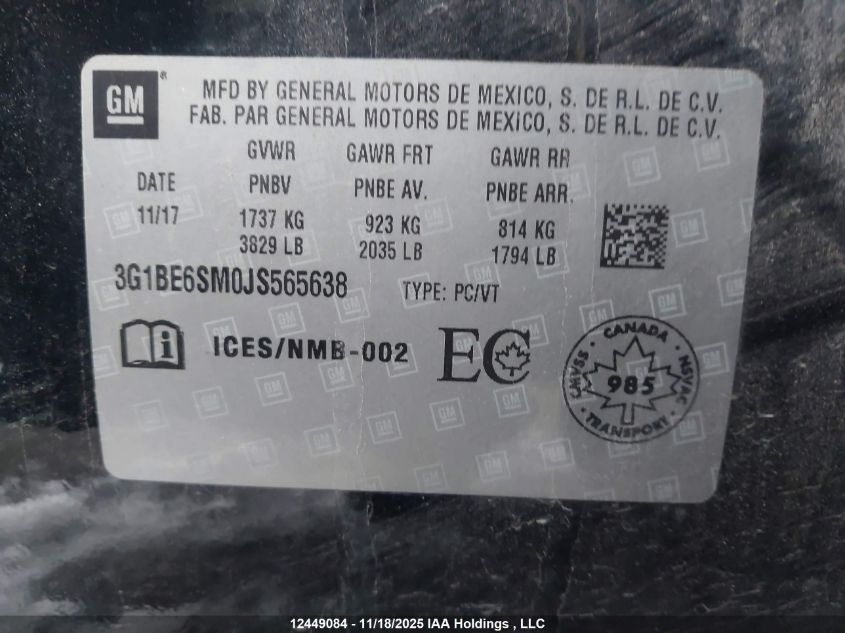 GM ®
MFD BY GENERAL MOTORS DE MEXICO, S. DE R.L. DE C.V.
FAB. PAR GENERAL MOTORS DE MEXICO, S. DE R.L. DE C.V.
GVWR GAWR FRT GAWR RR
DATE PNBV PNBE AV. PNBE ARR.
11/17 1737 KG 923 KG 814 KG
3829 LB 2035 LB 1794 LB
3G1BE6SM0JS565638 TYPE: PC/VT
i ICES/NMB-002 EC
CANADA
CMVSS 985 NSVAC
TRANSPORT
12449084 - 11/18/2025 IAA Holdings , LLC